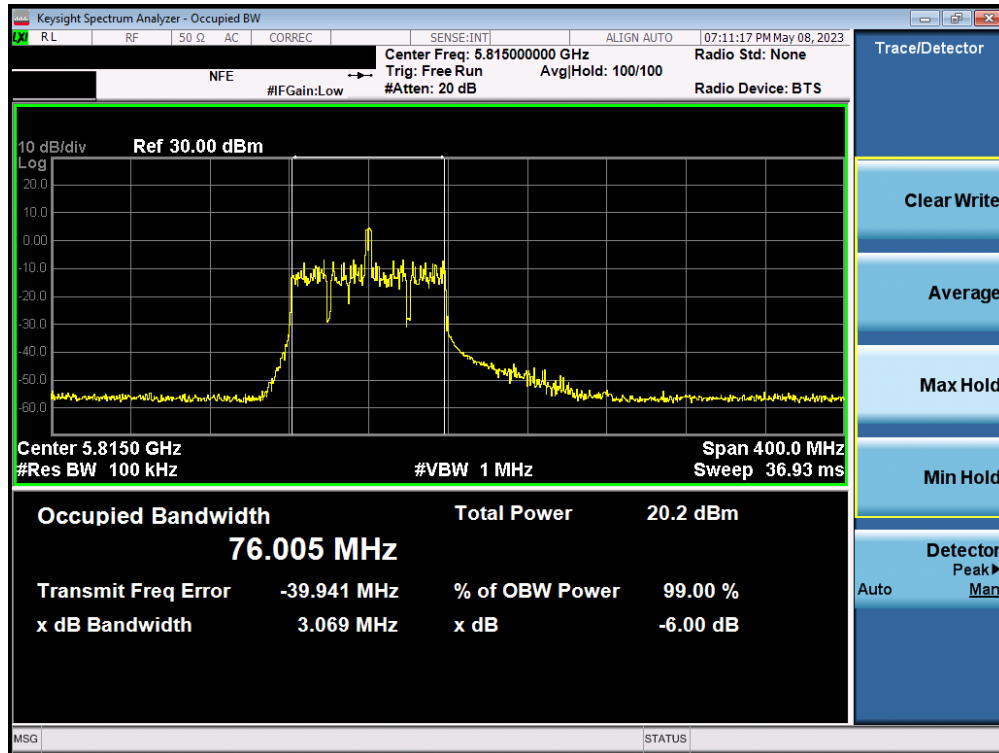 Keysight Spectrum Analyzer - Occupied BW
LXI RL RF 50 Ω AC CORREC SENSE:INT ALIGN AUTO 07:11:17 PM May 08, 2023
Center Freq: 5.815000000 GHz Radio Std: None
NFE Trig: Free Run Avg|Hold: 100/100
#IFGain:Low #Atten: 20 dB Radio Device: BTS
Trace/Detector
10 dB/div Ref 30.00 dBm
Log
20.0
10.0
0.00
-10.0
-20.0
-30.0
-40.0
-50.0
-60.0
Center 5.8150 GHz Span 400.0 MHz
#Res BW 100 kHz #VBW 1 MHz Sweep 36.93 ms
Occupied Bandwidth Total Power 20.2 dBm
76.005 MHz
Transmit Freq Error -39.941 MHz % of OBW Power 99.00 %
x dB Bandwidth 3.069 MHz x dB -6.00 dB
Clear Write
Average
Max Hold
Min Hold
Detector
Peak
Auto Man
MSG STATUS